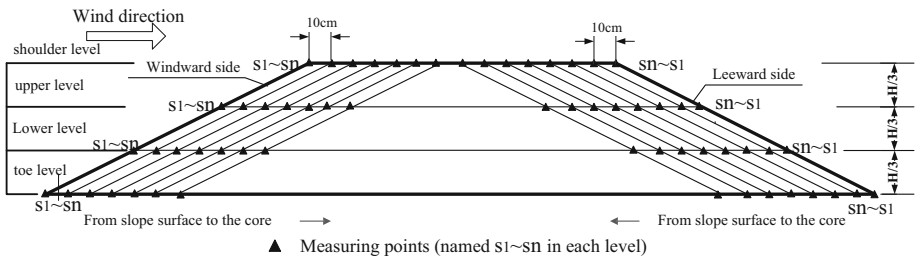 Wind direction
10cm
10cm
shoulder level
s1~sn
Windward side
sn~s1
Leeward side
upper level
s1~sn
sn~s1
H/3
Lower level
s1~sn
sn~s1
H/3
toe level
H/3
s1~sn
sn~s1
From slope surface to the core
From slope surface to the core
Measuring points (named s1~sn in each level)